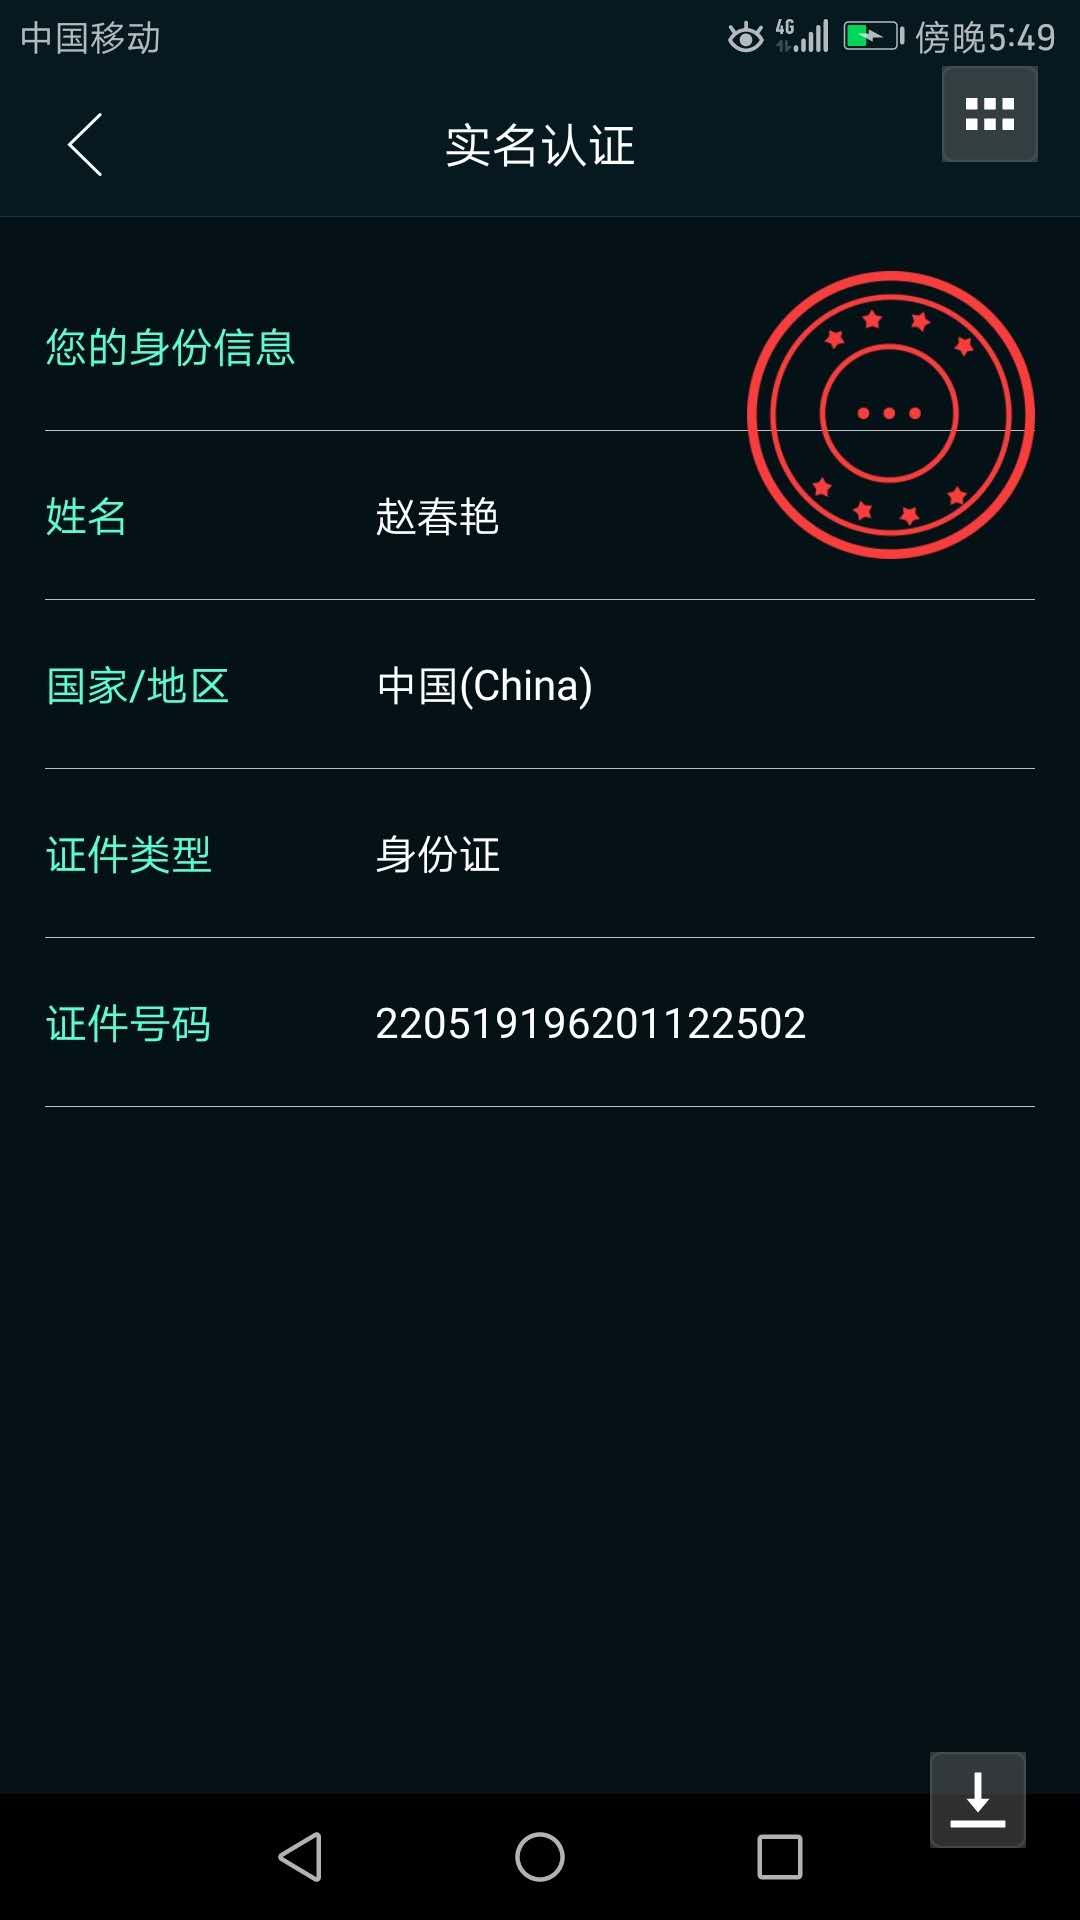 中国移动 4G 傍晚5:49
实名认证
您的身份信息
姓名 赵春艳
国家/地区 中国(China)
证件类型 身份证
证件号码 220519196201122502